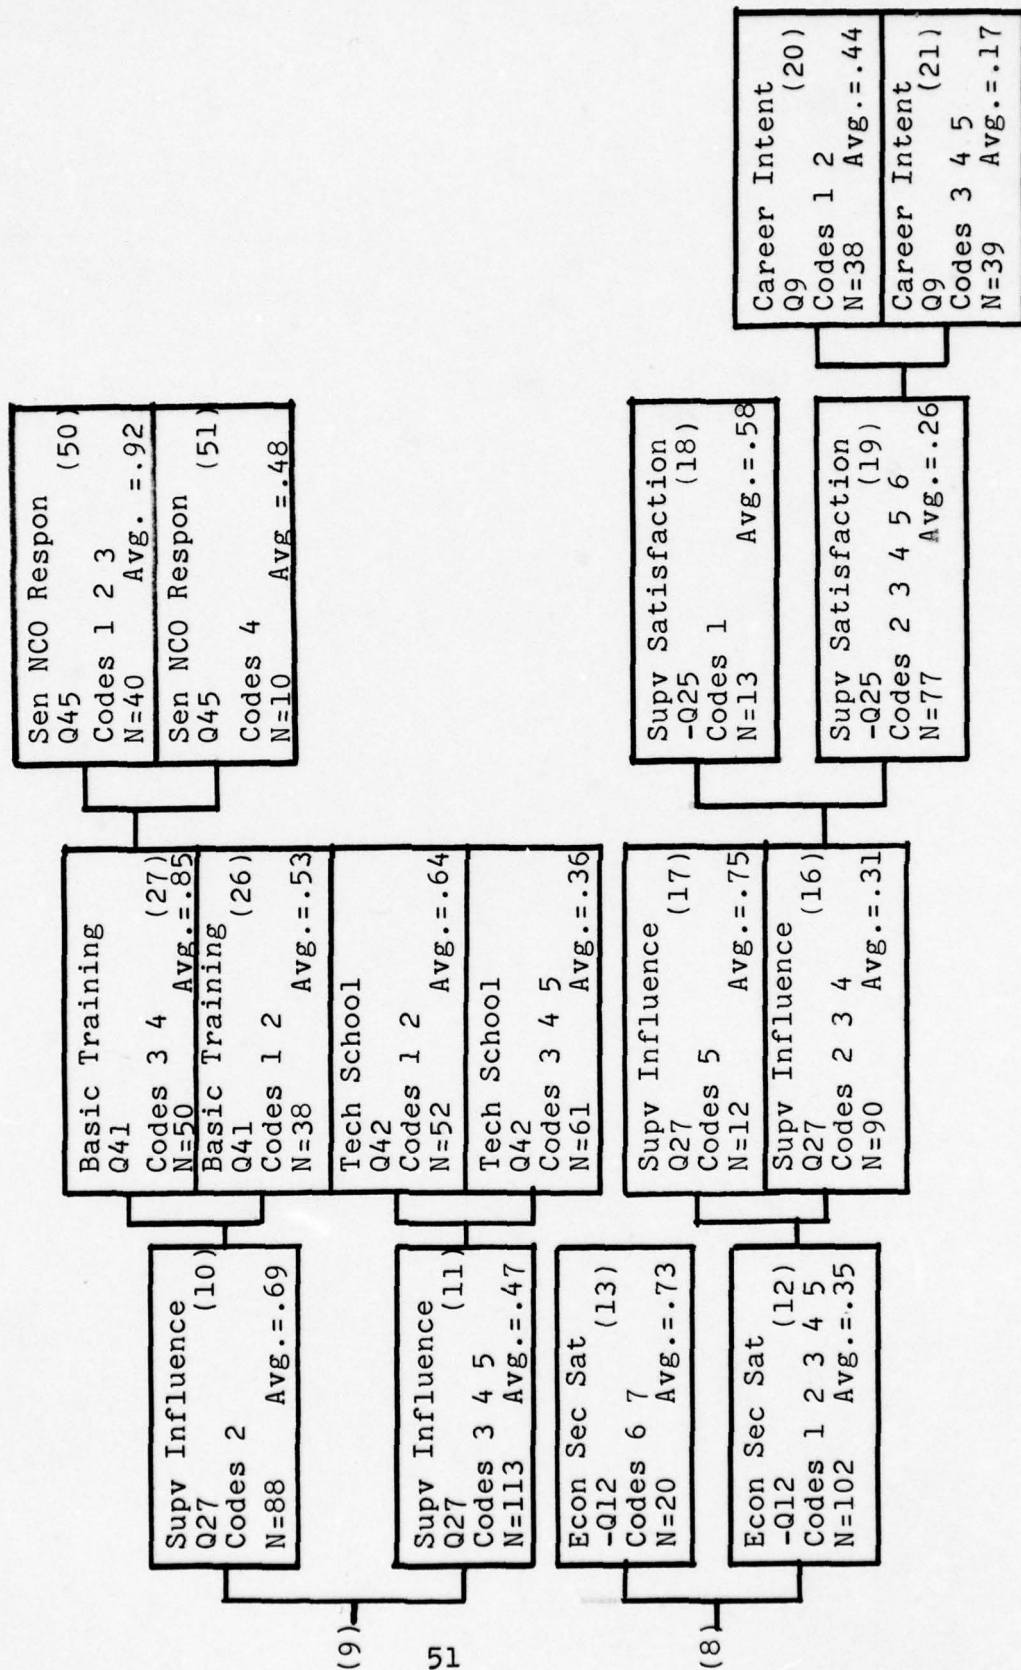 (9)
Supv Influence
Q27 (10)
Codes 2
N=88 Avg.=.69
Supv Influence
Q27 (11)
Codes 3 4 5
N=113 Avg.=.47
Basic Training
Q41
(27)
Codes 3 4
N=50 Avg.=.85
Basic Training
Q41 (26)
Codes 1 2
N=38 Avg.=.53
Tech School
Q42
Codes 1 2
N=52 Avg.=.64
Tech School
Q42
Codes 3 4 5
N=61 Avg.=.36
Sen NCO Respon
Q45 (50)
Codes 1 2 3
N=40 Avg. =.92
Sen NCO Respon
Q45 (51)
Codes 4
N=10 Avg =.48
51
(8)
Econ Sec Sat
-Q12 (13)
Codes 6 7
N=20 Avg.=.73
Econ Sec Sat
-Q12 (12)
Codes 1 2 3 4 5
N=102 Avg.=.35
Supv Influence
Q27 (17)
Codes 5
N=12 Avg.=.75
Supv Influence
Q27 (16)
Codes 2 3 4
N=90 Avg.=.31
Supv Satisfaction
-Q25 (18)
Codes 1
N=13 Avg.=.58
Supv Satisfaction
-Q25 (19)
Codes 2 3 4 5 6
N=77 Avg.=.26
Career Intent
Q9 (20)
Codes 1 2
N=38 Avg.=.44
Career Intent
Q9 (21)
Codes 3 4 5
N=39 Avg.=.17